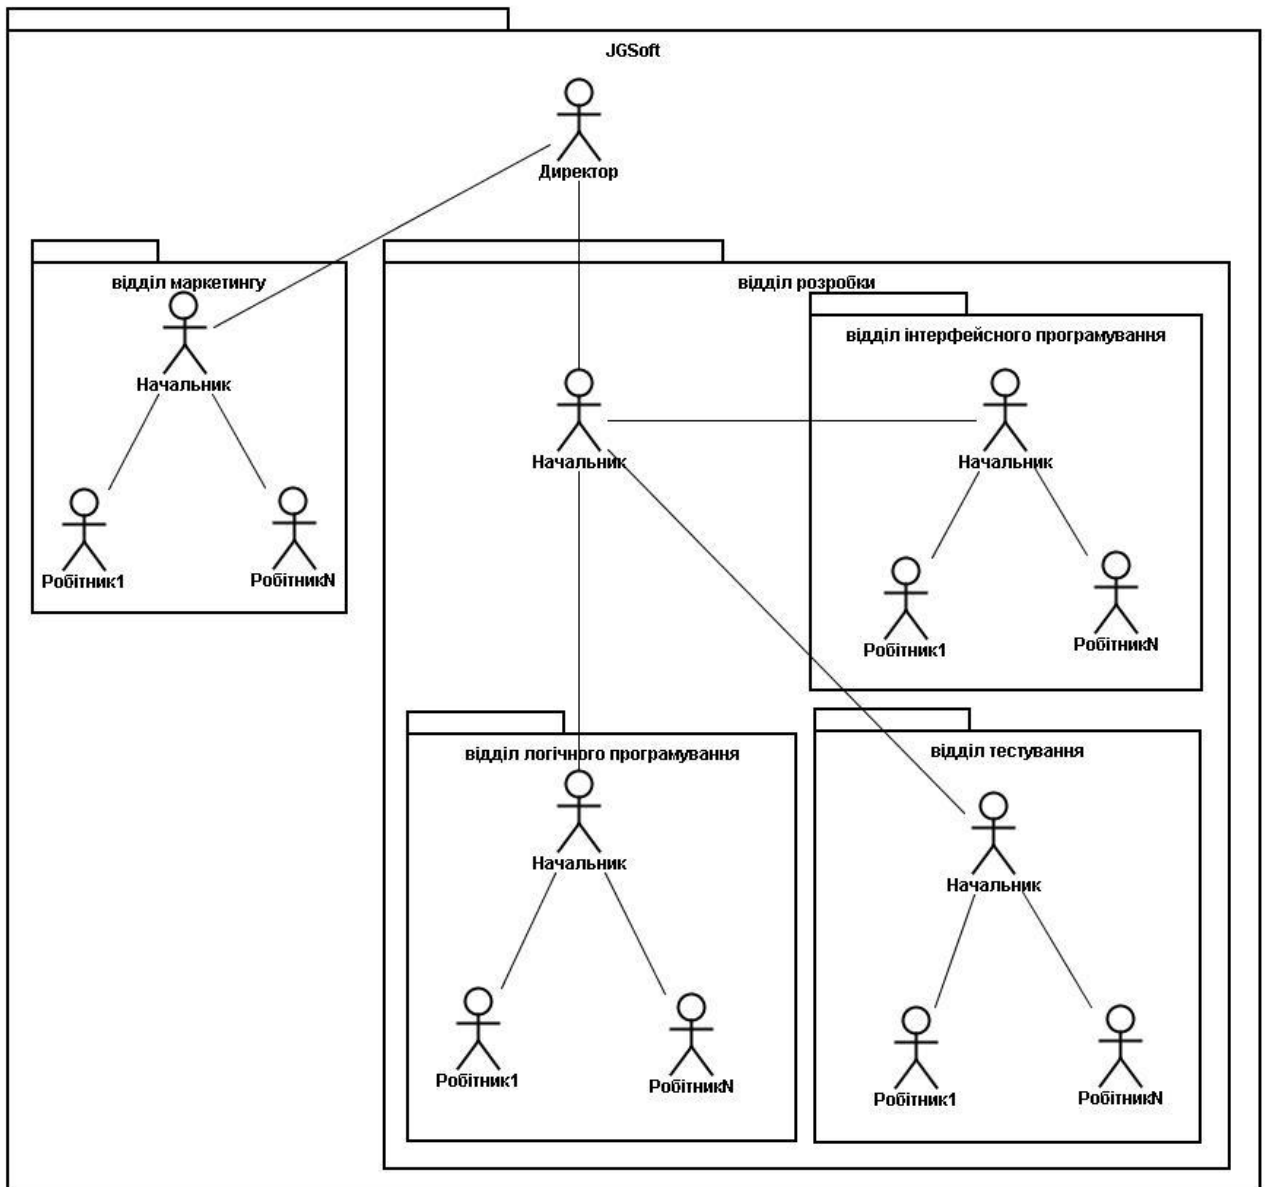 JGSoft
Директор
відділ маркетингу
відділ розробки
відділ інтерфейсного програмування
Начальник
Начальник
Начальник
Робітник1
РобітникN
Робітник1
РобітникN
відділ логічного програмування
відділ тестування
Начальник
Начальник
Робітник1
РобітникN
Робітник1
РобітникN